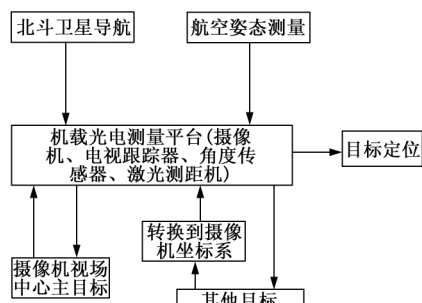 北斗卫星导航
航空姿态测量
机载光电测量平台(摄像
机、电视跟踪器、角度传
感器、激光测距机)
目标定位
转换到摄像
机坐标系
摄像机视场
中心主目标
其他目标